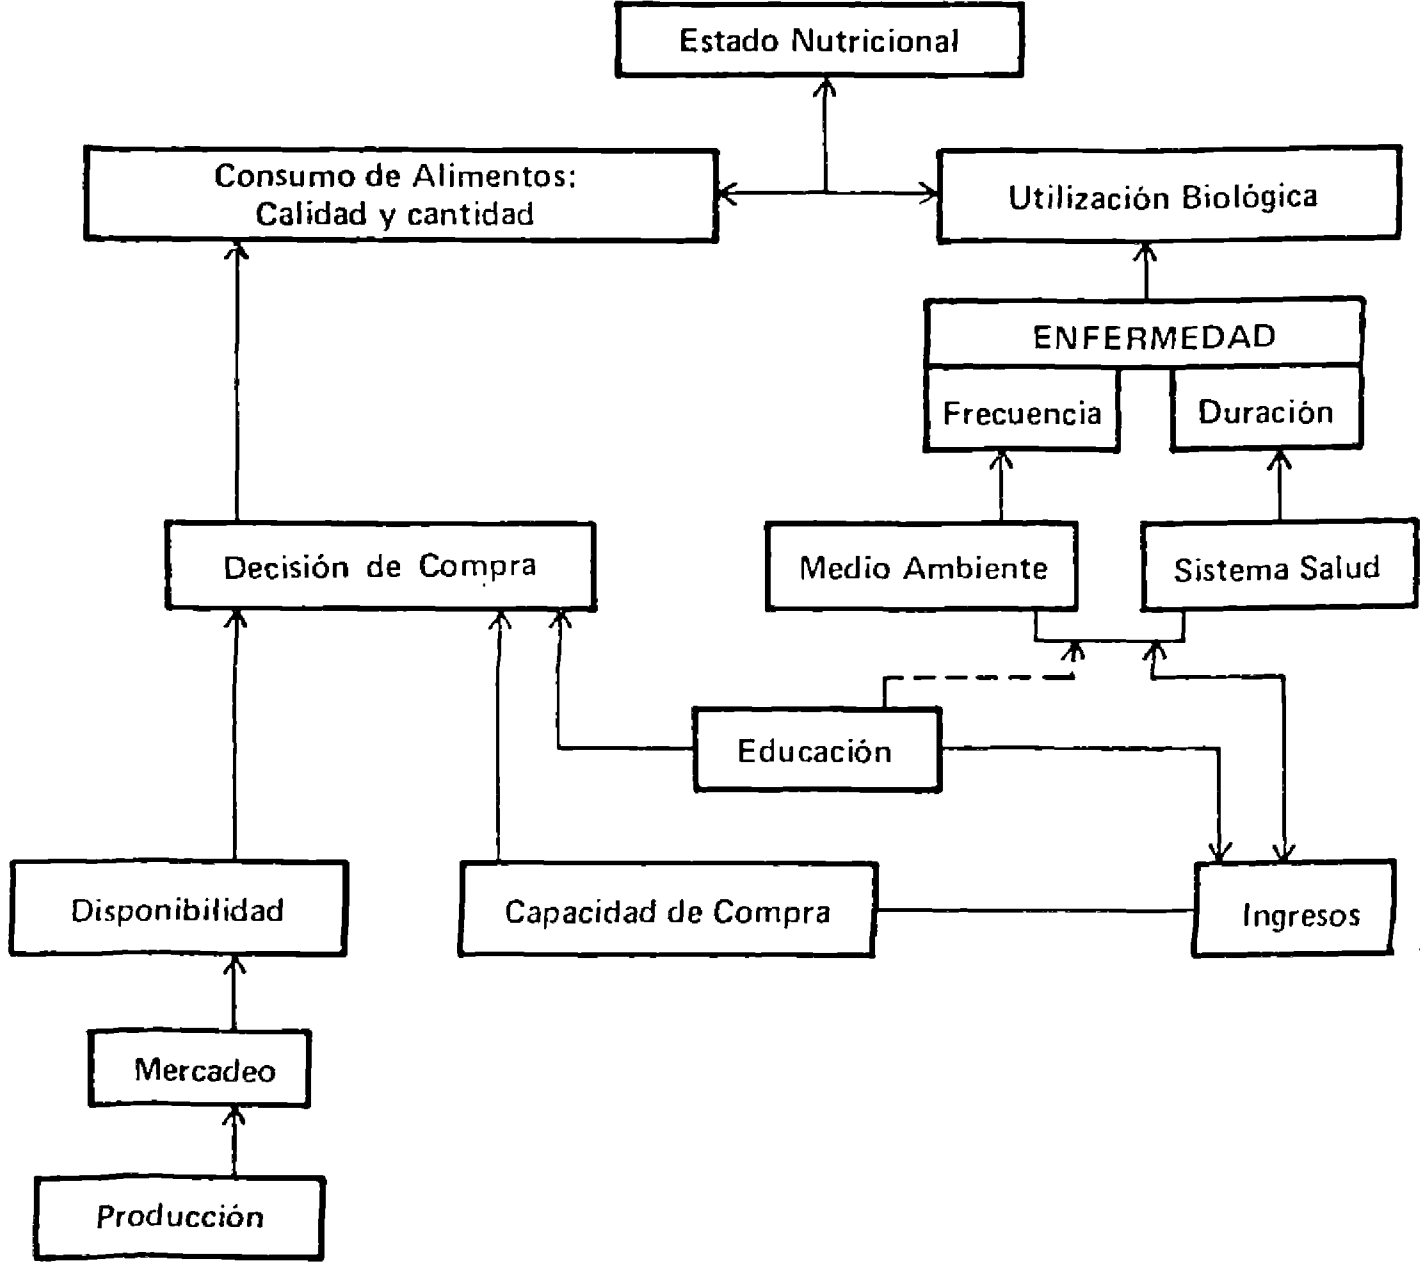 Estado Nutricional
Consumo de Alimentos:
Calidad y cantidad
Utilización Biológica
ENFERMEDAD
Frecuencia
Duración
Decisión de Compra
Medio Ambiente
Sistema Salud
Educación
Disponibilidad
Capacidad de Compra
Ingresos
Mercadeo
Producción